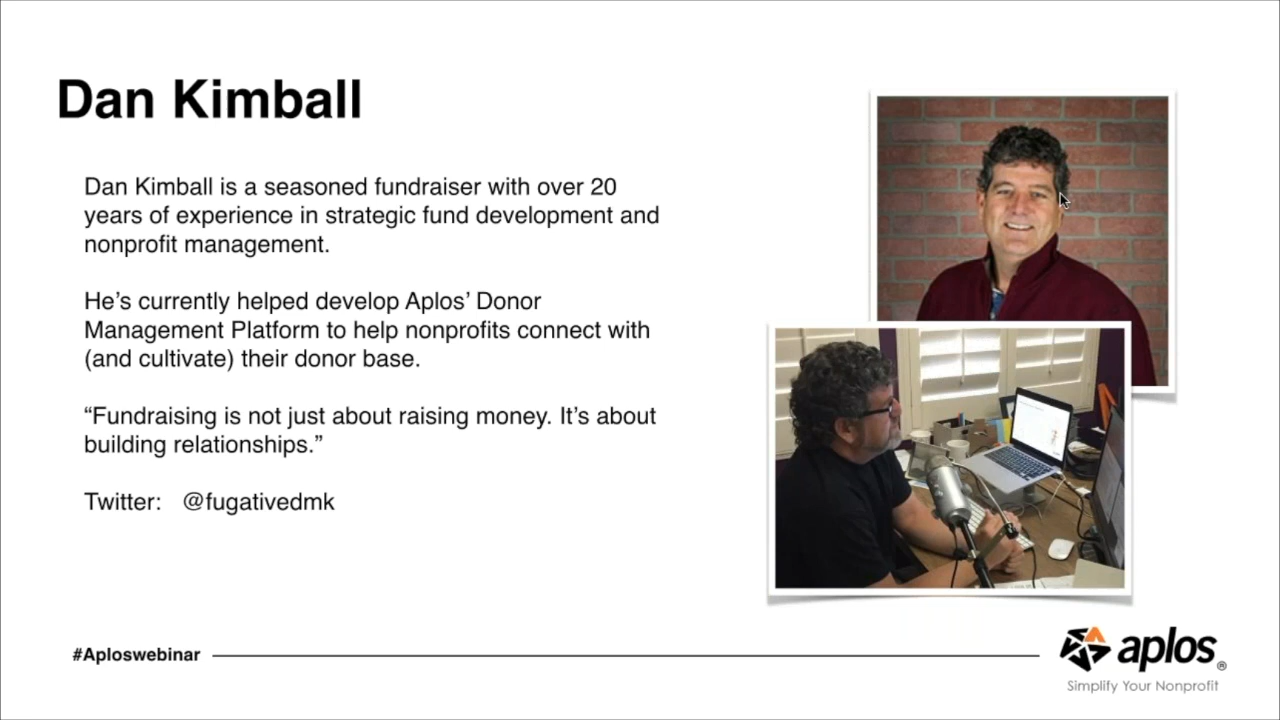 Dan Kimball
Dan Kimball is a seasoned fundraiser with over 20
years of experience in strategic fund development and
nonprofit management.
He’s currently helped develop Aplos’ Donor
Management Platform to help nonprofits connect with
(and cultivate) their donor base.
“Fundraising is not just about raising money. It’s about
building relationships.”
Twitter: @fugativedmk
#Aploswebinar
aplos®
Simplify Your Nonprofit